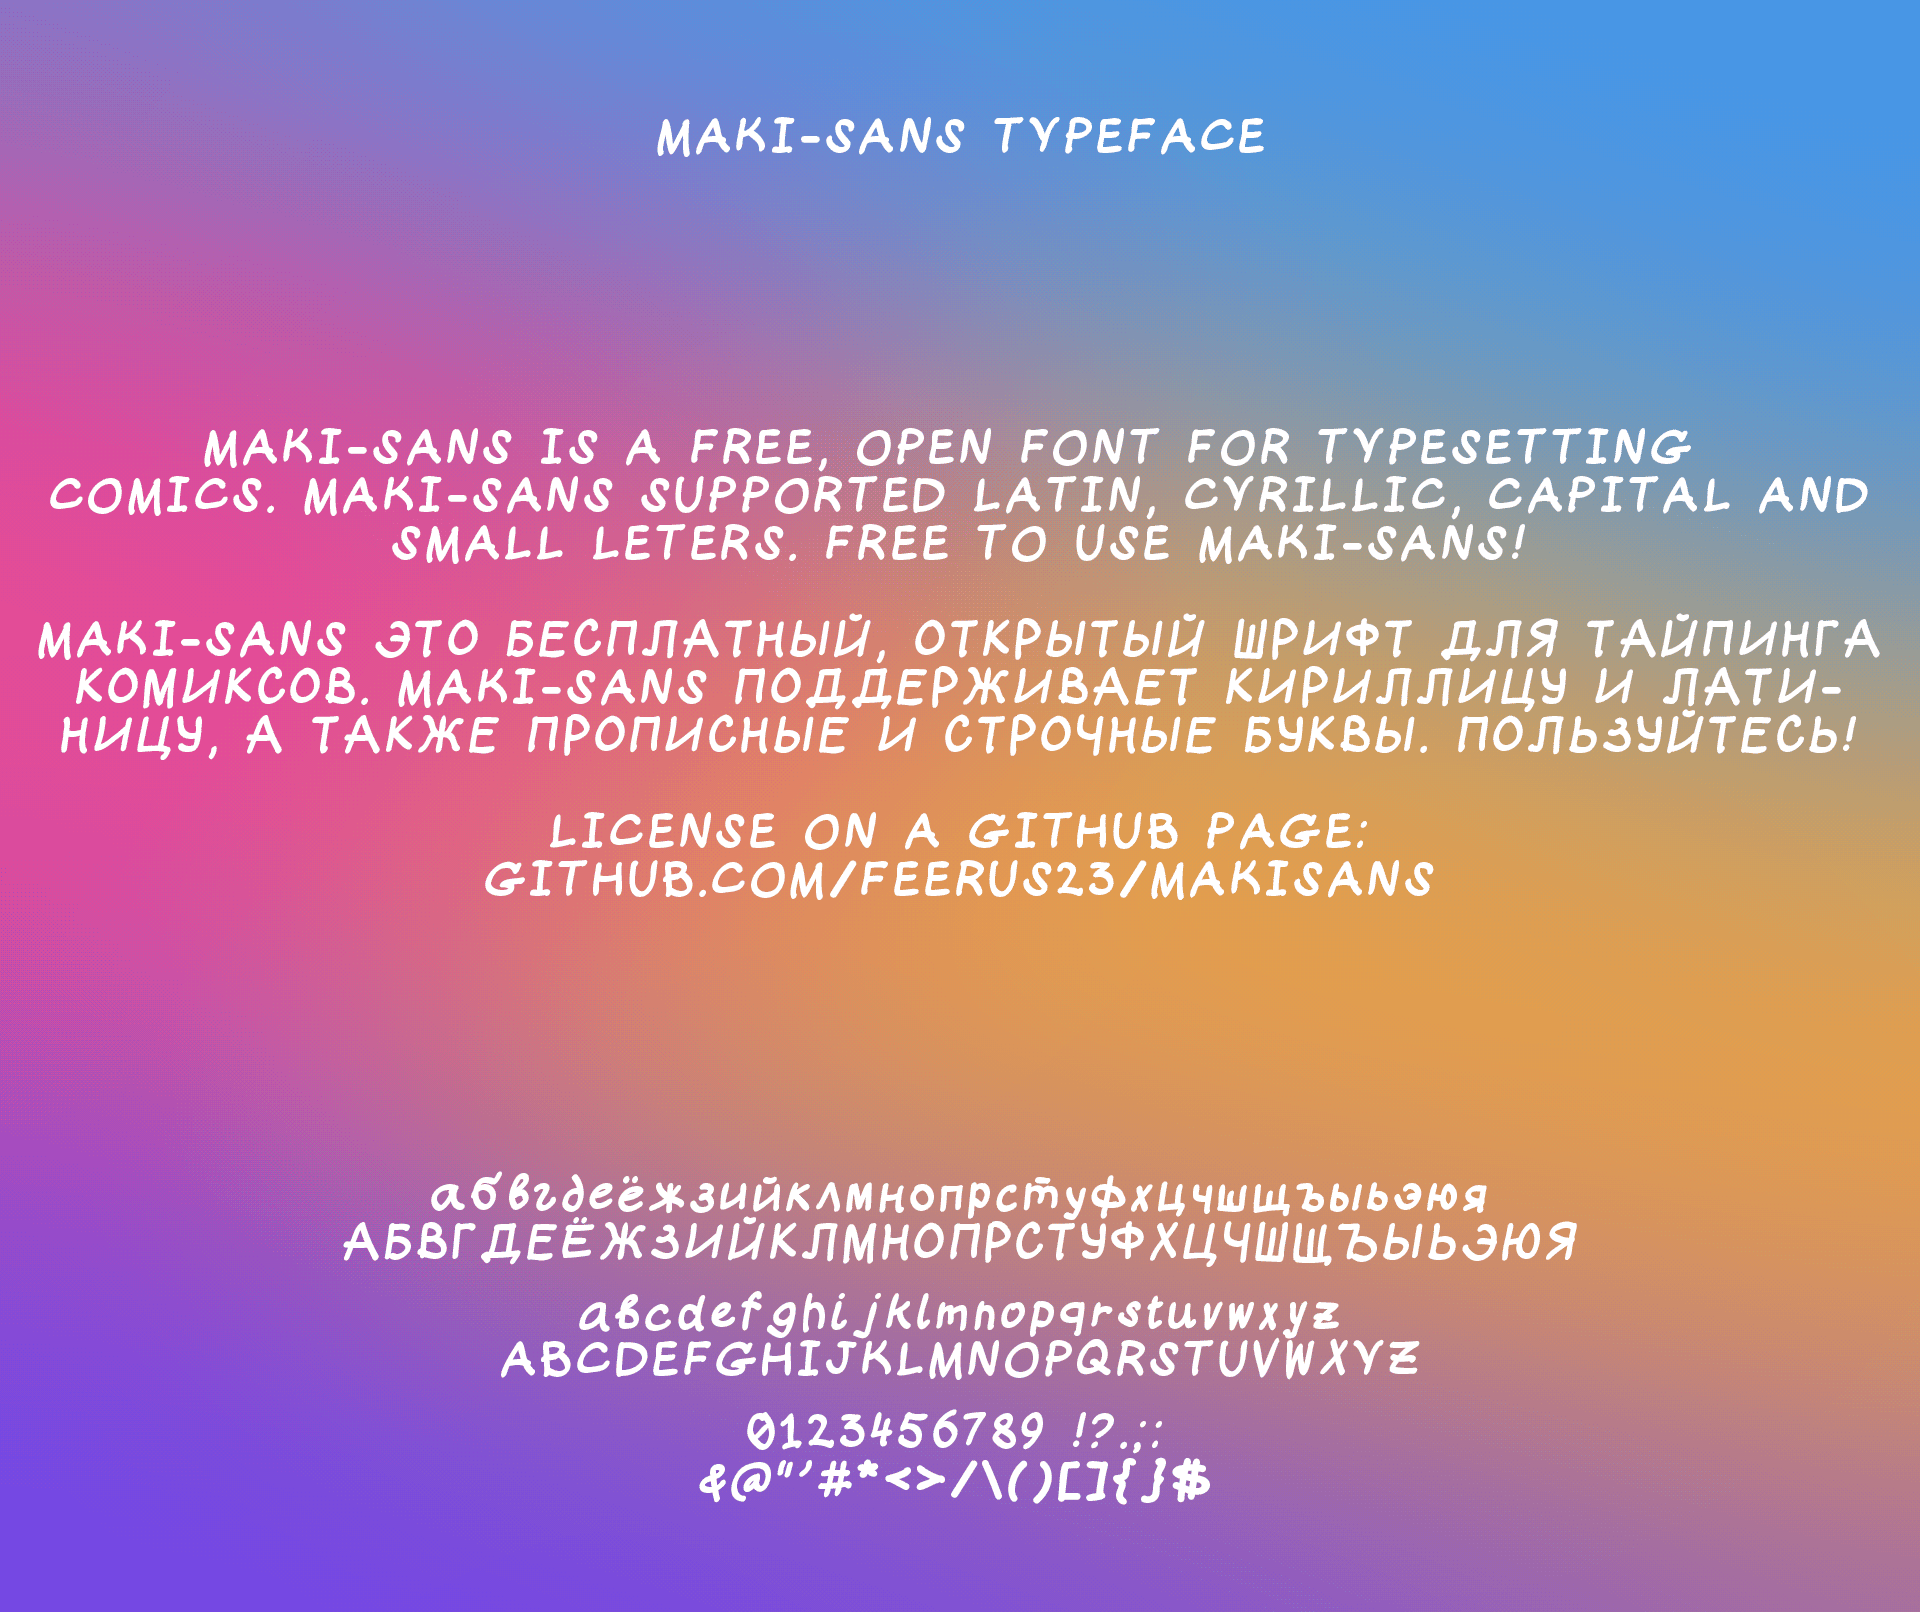 MAKI-SANS TYPEFACE
MAKI-SANS IS A FREE, OPEN FONT FOR TYPESETTING
COMICS. MAKI-SANS SUPPORTED LATIN, CYRILLIC, CAPITAL AND
SMALL LETERS. FREE TO USE MAKI-SANS!
MAKI-SANS ЭТО БЕСПЛАТНЫЙ, ОТКРЫТЫЙ ШРИФТ ДЛЯ ТАЙПИНГА
КОМИКСОВ. MAKI-SANS ПОДДЕРЖИВАЕТ КИРИЛЛИЦУ И ЛАТИ-
НИЦУ, А ТАКЖЕ ПРОПИСНЫЕ И СТРОЧНЫЕ БУКВЫ. ПОЛЬЗУЙТЕСЬ!
LICENSE ON A GITHUB PAGE:
GITHUB.COM/FEERUS23/MAKISANS
абвгдеёжзийклмнопрстуфхцчшщъыьэюя
АБВГДЕЁЖЗИЙКЛМНОПРСТУФХЦЧШЩЪЫЬЭЮЯ
abcdefghijklmnopqrstuvwxyz
ABCDEFGHIJKLMNOPQRSTUVWXYZ
0123456789 !?.,;:
&@"'#*<>/\()[]{}$